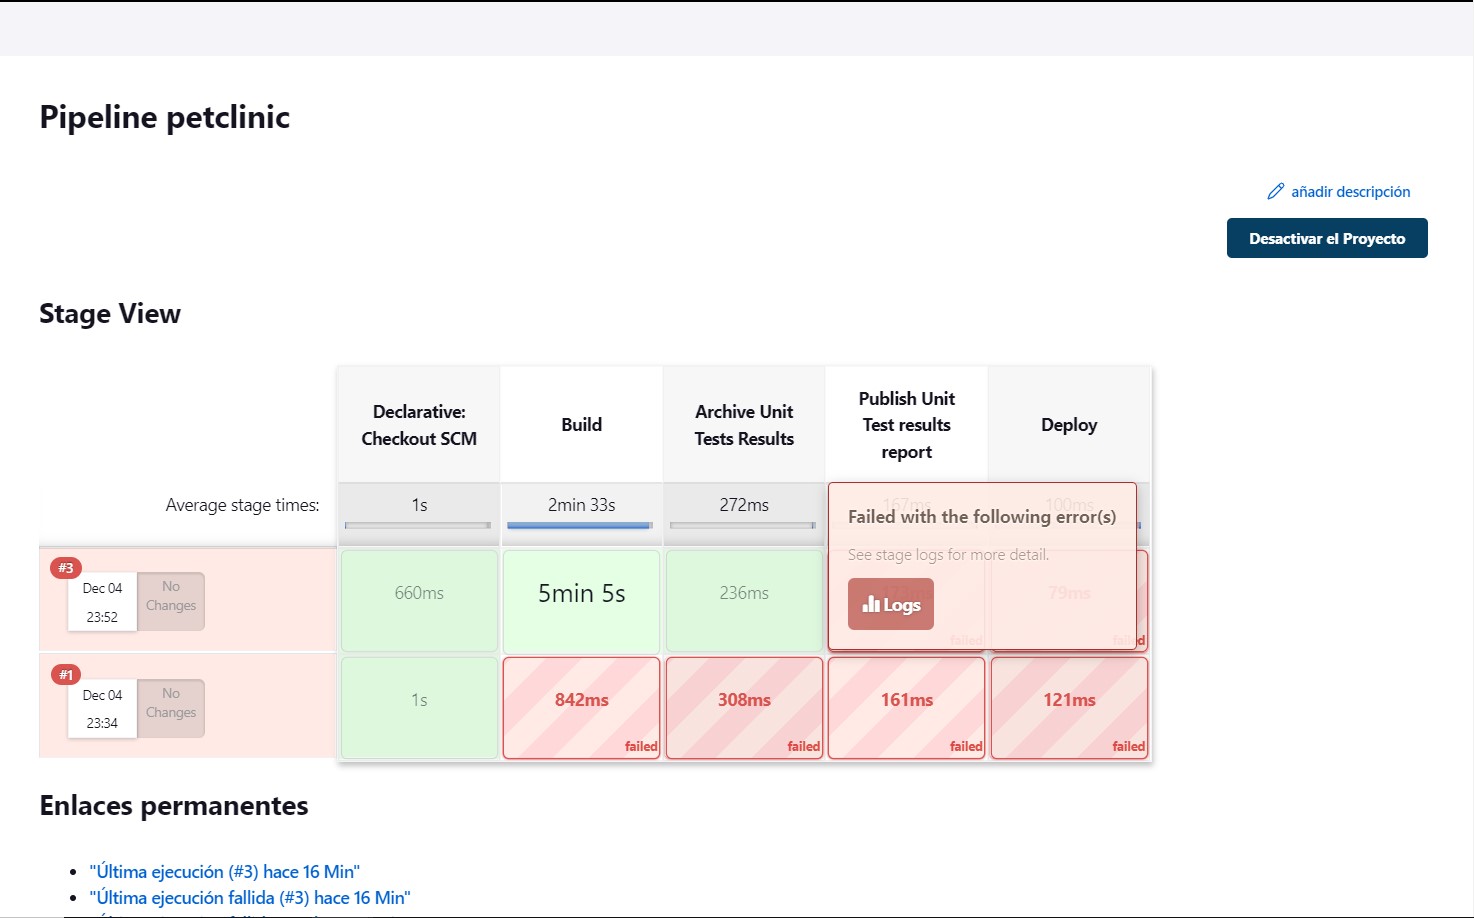 Pipeline petclinic
añadir descripción
Desactivar el Proyecto
Stage View
Declarative:
Checkout SCM
Build
Archive Unit
Tests Results
Publish Unit
Test results
report
Deploy
Average stage times:
1s
2min 33s
272ms
167ms
100ms
Failed with the following error(s)
See stage logs for more detail.
Logs
#3
Dec 04
23:52
No
Changes
660ms
5min 5s
236ms
79ms
failed
failed
#1
Dec 04
23:34
No
Changes
1s
842ms
failed
308ms
failed
161ms
failed
121ms
failed
Enlaces permanentes
"Última ejecución (#3) hace 16 Min"
"Última ejecución fallida (#3) hace 16 Min"